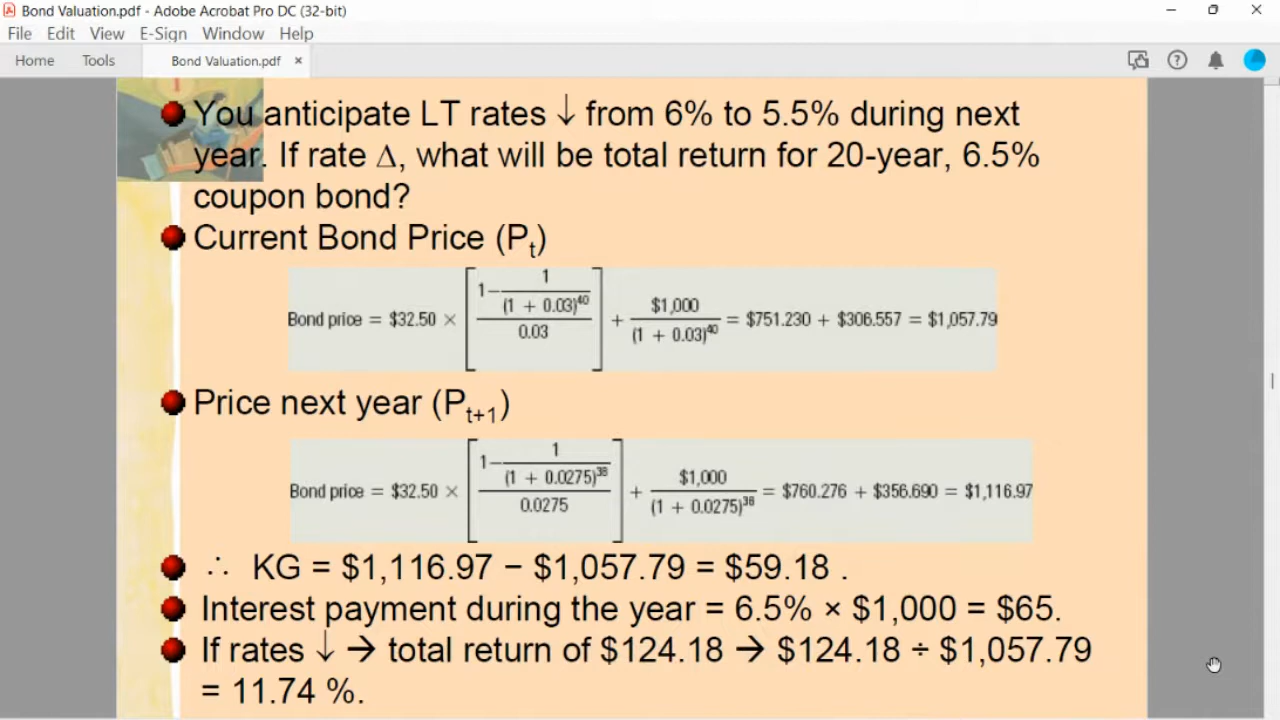 Bond Valuation.pdf - Adobe Acrobat Pro DC (32-bit)
File Edit View E-Sign Window Help
Home Tools Bond Valuation.pdf ×
You anticipate LT rates ↓ from 6% to 5.5% during next
year. If rate Δ, what will be total return for 20-year, 6.5%
coupon bond?
Current Bond Price (Pt)
Bond price = $32.50 × [ (1 − 1/(1 + 0.03)^40) / 0.03 ] + $1,000/(1 + 0.03)^40 = $751.230 + $306.557 = $1,057.79
Price next year (Pt+1)
Bond price = $32.50 × [ (1 − 1/(1 + 0.0275)^38) / 0.0275 ] + $1,000/(1 + 0.0275)^38 = $760.276 + $356.690 = $1,116.97
∴ KG = $1,116.97 − $1,057.79 = $59.18 .
Interest payment during the year = 6.5% × $1,000 = $65.
If rates ↓ → total return of $124.18 → $124.18 ÷ $1,057.79
= 11.74 %.